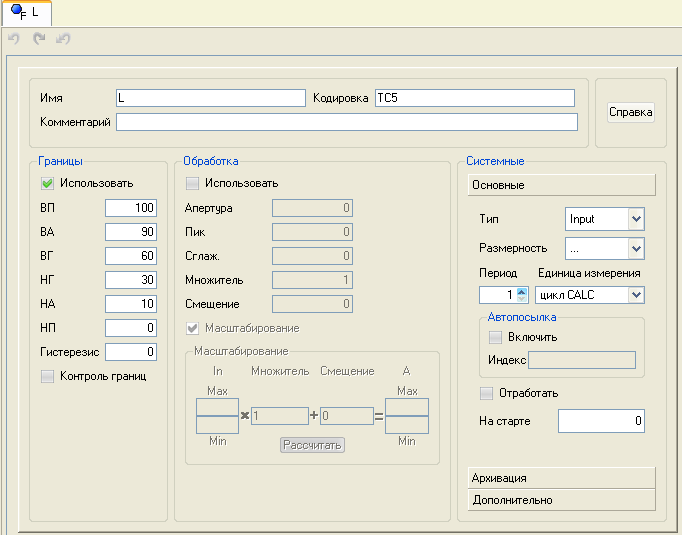 F L
Имя L Кодировка TC5
Комментарий
Справка
Границы
Использовать
ВП 100
ВА 90
ВГ 60
НГ 30
НА 10
НП 0
Гистерезис 0
Контроль границ
Обработка
Использовать
Апертура 0
Пик 0
Сглаж. 0
Множитель 1
Смещение 0
Масштабирование
Масштабирование
In Множитель Смещение A
Max Max
× 1 + 0 =
Min Min
Рассчитать
Системные
Основные
Тип Input
Размерность ...
Период Единица измерения
1 цикл CALC
Автопосылка
Включить
Индекс
Отработать
На старте 0
Архивация
Дополнительно